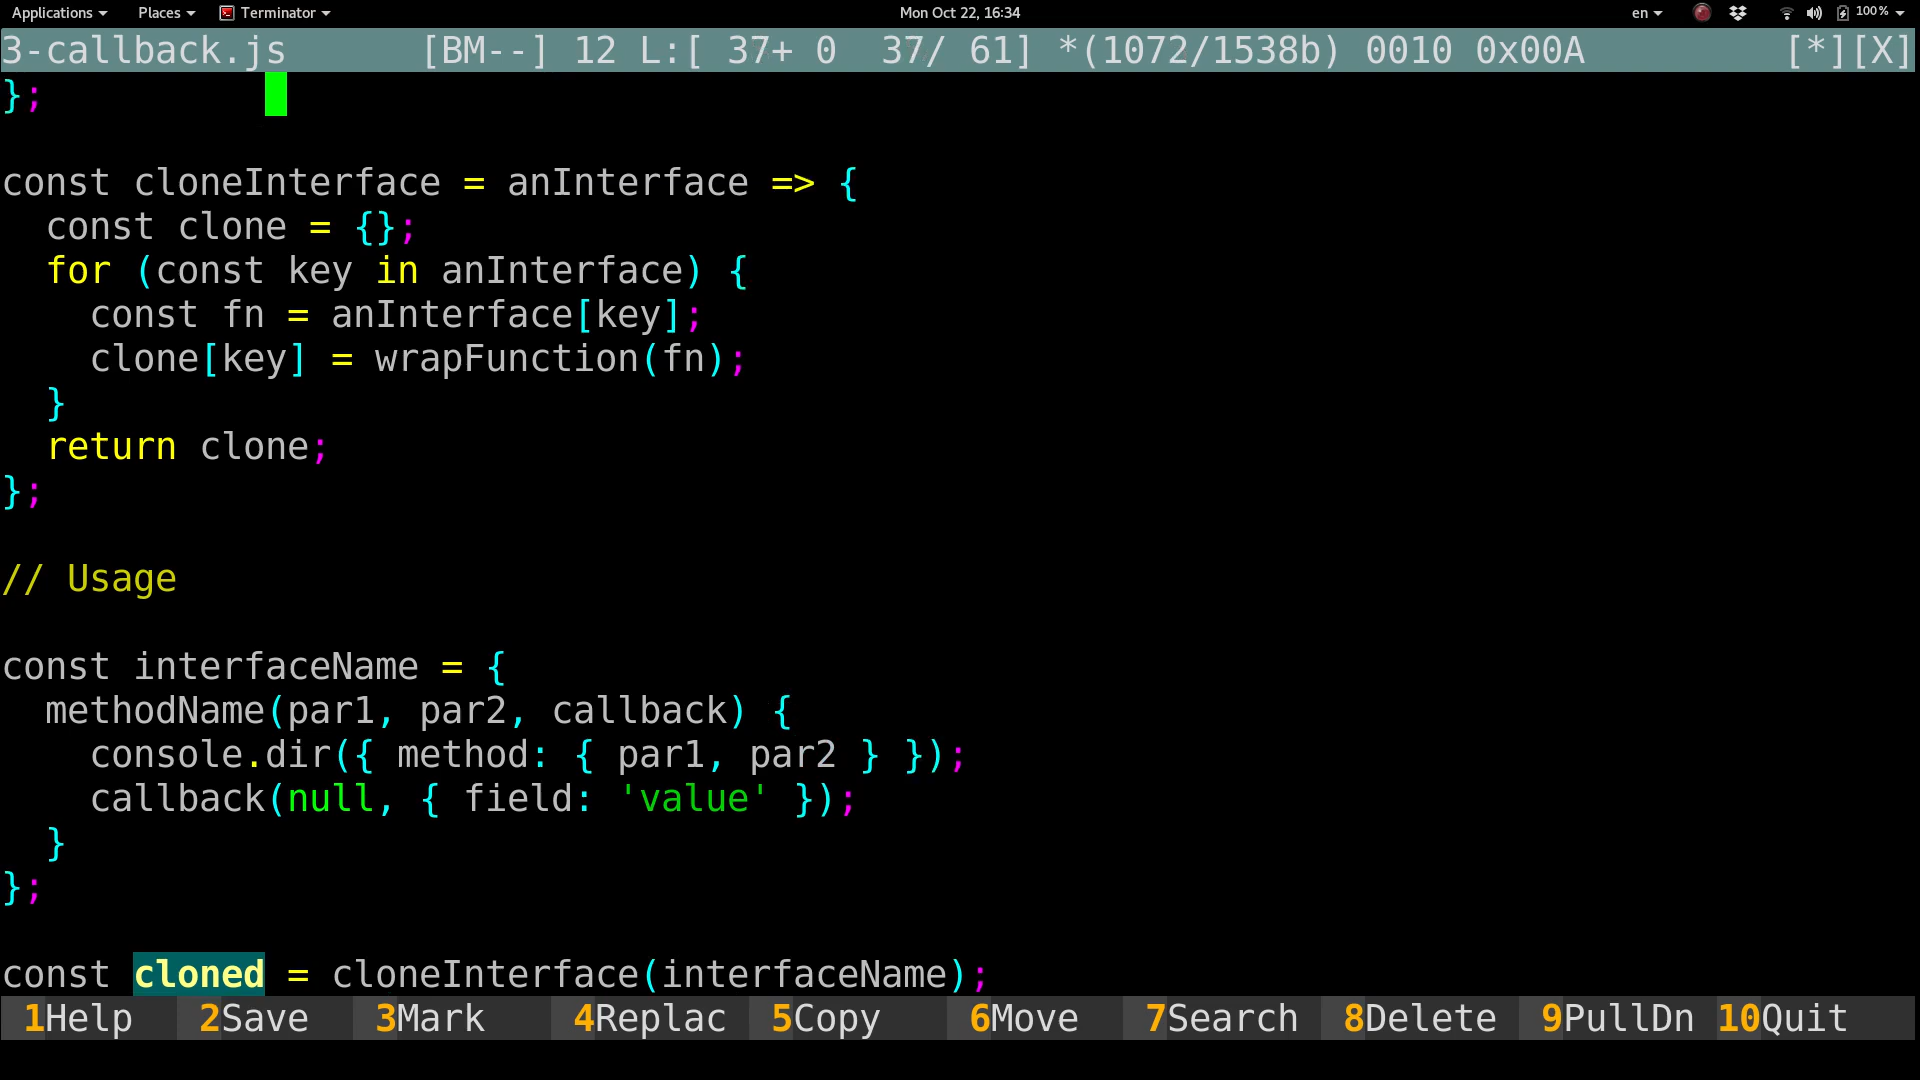 Applications Places Terminator Mon Oct 22, 16:34 en 100%
3-callback.js [BM--] 12 L:[ 37+ 0 37/ 61] *(1072/1538b) 0010 0x00A [*][X]
};
const cloneInterface = anInterface => {
  const clone = {};
  for (const key in anInterface) {
    const fn = anInterface[key];
    clone[key] = wrapFunction(fn);
  }
  return clone;
};
// Usage
const interfaceName = {
  methodName(par1, par2, callback) {
    console.dir({ method: { par1, par2 } });
    callback(null, { field: 'value' });
  }
};
const cloned = cloneInterface(interfaceName);
1Help 2Save 3Mark 4Replac 5Copy 6Move 7Search 8Delete 9PullDn 10Quit